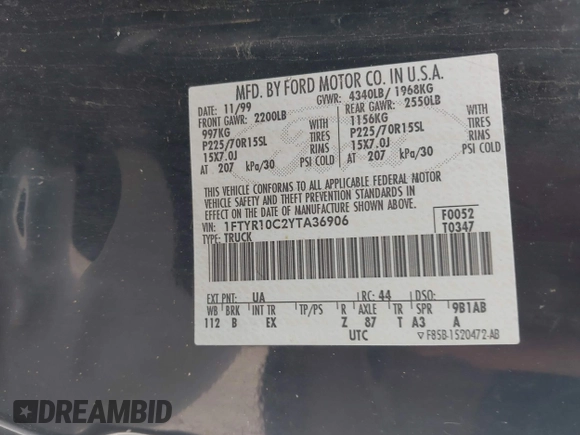 MFD. BY FORD MOTOR CO. IN U.S.A.
DATE: 11/99 GVWR: 4340LB/ 1968KG
FRONT GAWR: 2200LB REAR GAWR: 2550LB
997KG WITH 1156KG WITH
P225/70R15SL TIRES P225/70R15SL TIRES
15X7.0J RIMS 15X7.0J RIMS
AT 207 kPa/30 PSI COLD AT 207 kPa/30 PSI COLD
THIS VEHICLE CONFORMS TO ALL APPLICABLE FEDERAL MOTOR
VEHICLE SAFETY AND THEFT PREVENTION STANDARDS IN
EFFECT ON THE DATE OF MANUFACTURE SHOWN ABOVE.
VIN: 1FTYR10C2YTA36906 F0052
TYPE: TRUCK T0347
EXT PNT: UA RC: 44 DSO:
WB BRK INT TR TP/PS R AXLE TR SPR 9B1AB
112 B EX Z 87 T A3 A
UTC ▽ F85B-1520472-AB
DREAMBID